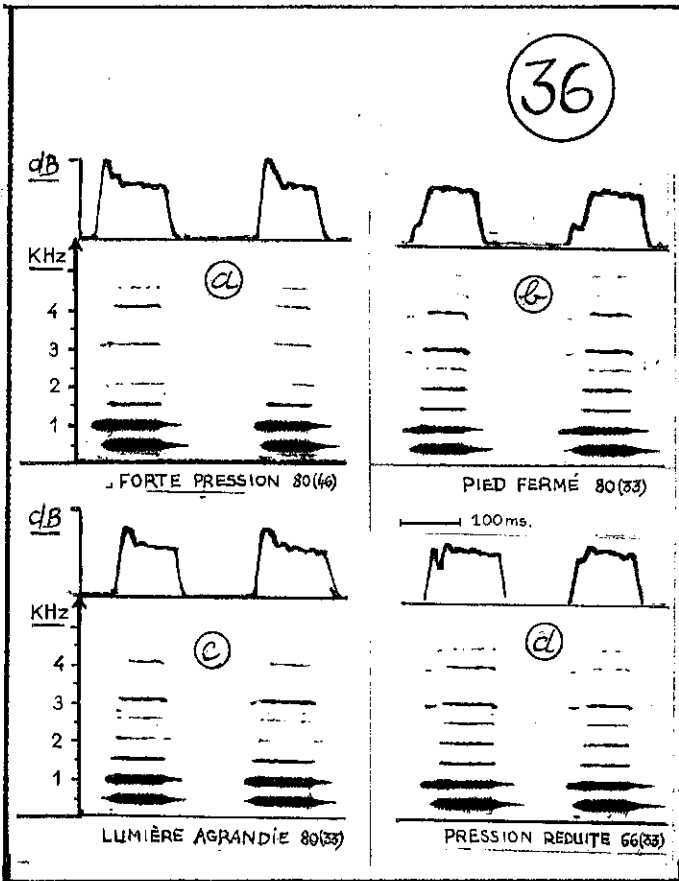 36
dB
KHz
4
3
2
1
a
b
FORTE PRESSION 80(46)
PIED FERMÉ 80(33)
dB
100 ms.
KHz
4
3
2
1
c
d
LUMIÈRE AGRANDIE 80(33)
PRESSION REDUITE 66(33)